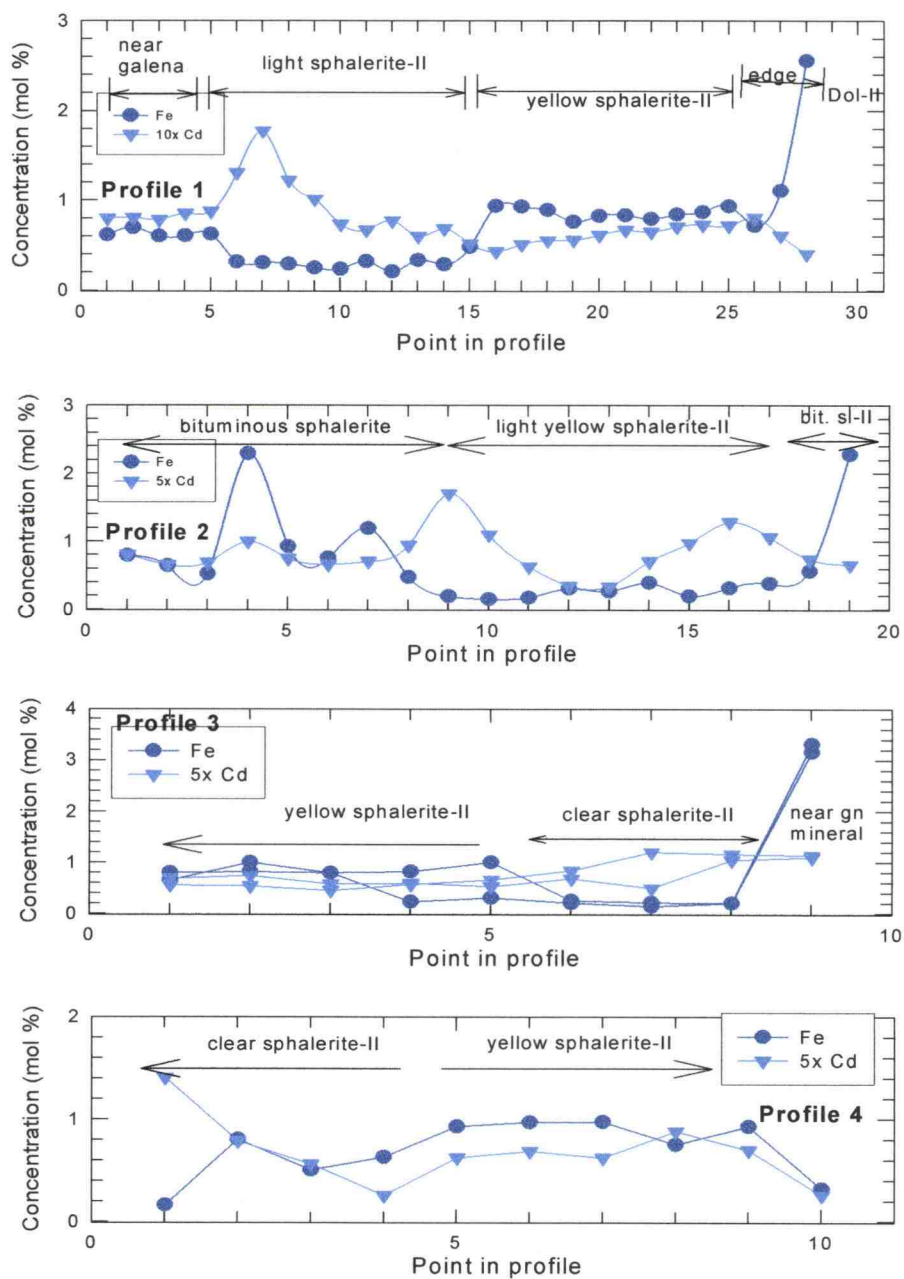 3
near
galena
light sphalerite-II
edge
Dol-II
yellow sphalerite-II
Fe
10x Cd
2
Profile 1
1
0
0 5 10 15 20 25 30
Concentration (mol %)
Point in profile
3
bituminous sphalerite
light yellow sphalerite-II
bit. sl-II
Fe
5x Cd
2
Profile 2
1
0
0 5 10 15 20
Concentration (mol %)
Point in profile
4
Profile 3
Fe
5x Cd
3
2
yellow sphalerite-II
clear sphalerite-II
near gn
mineral
1
0
0 5 10
Concentration (mol %)
Point in profile
2
clear sphalerite-II
yellow sphalerite-II
Fe
5x Cd
Profile 4
1
0
0 5 10
Concentration (mol %)
Point in profile